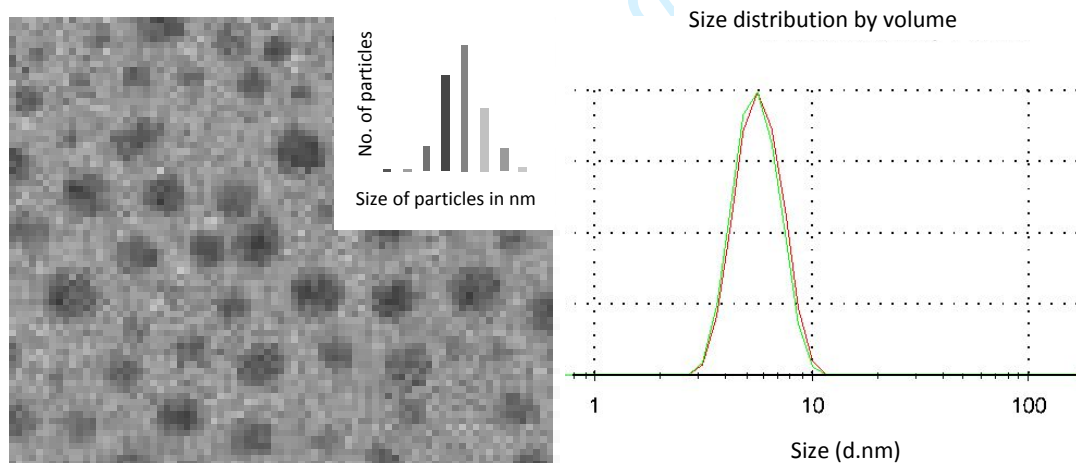 No. of particles
Size of particles in nm
Size distribution by volume
1 10 100
Size (d.nm)